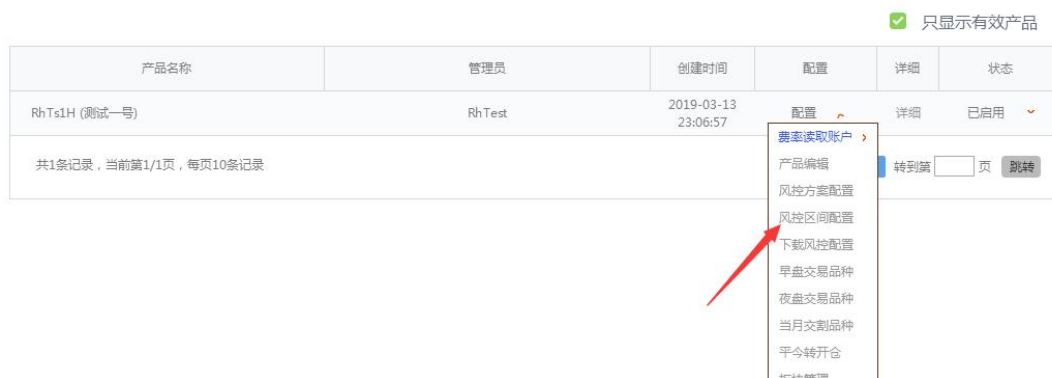 只显示有效产品
产品名称 管理员 创建时间 配置 详细 状态
RhTs1H (测试一号) RhTest 2019-03-13 23:06:57 配置 详细 已启用
费率读取账户
共1条记录，当前第1/1页，每页10条记录 转到第 页 跳转
产品编辑
风控方案配置
风控区间配置
下载风控配置
早盘交易品种
夜盘交易品种
当月交割品种
平今转开仓